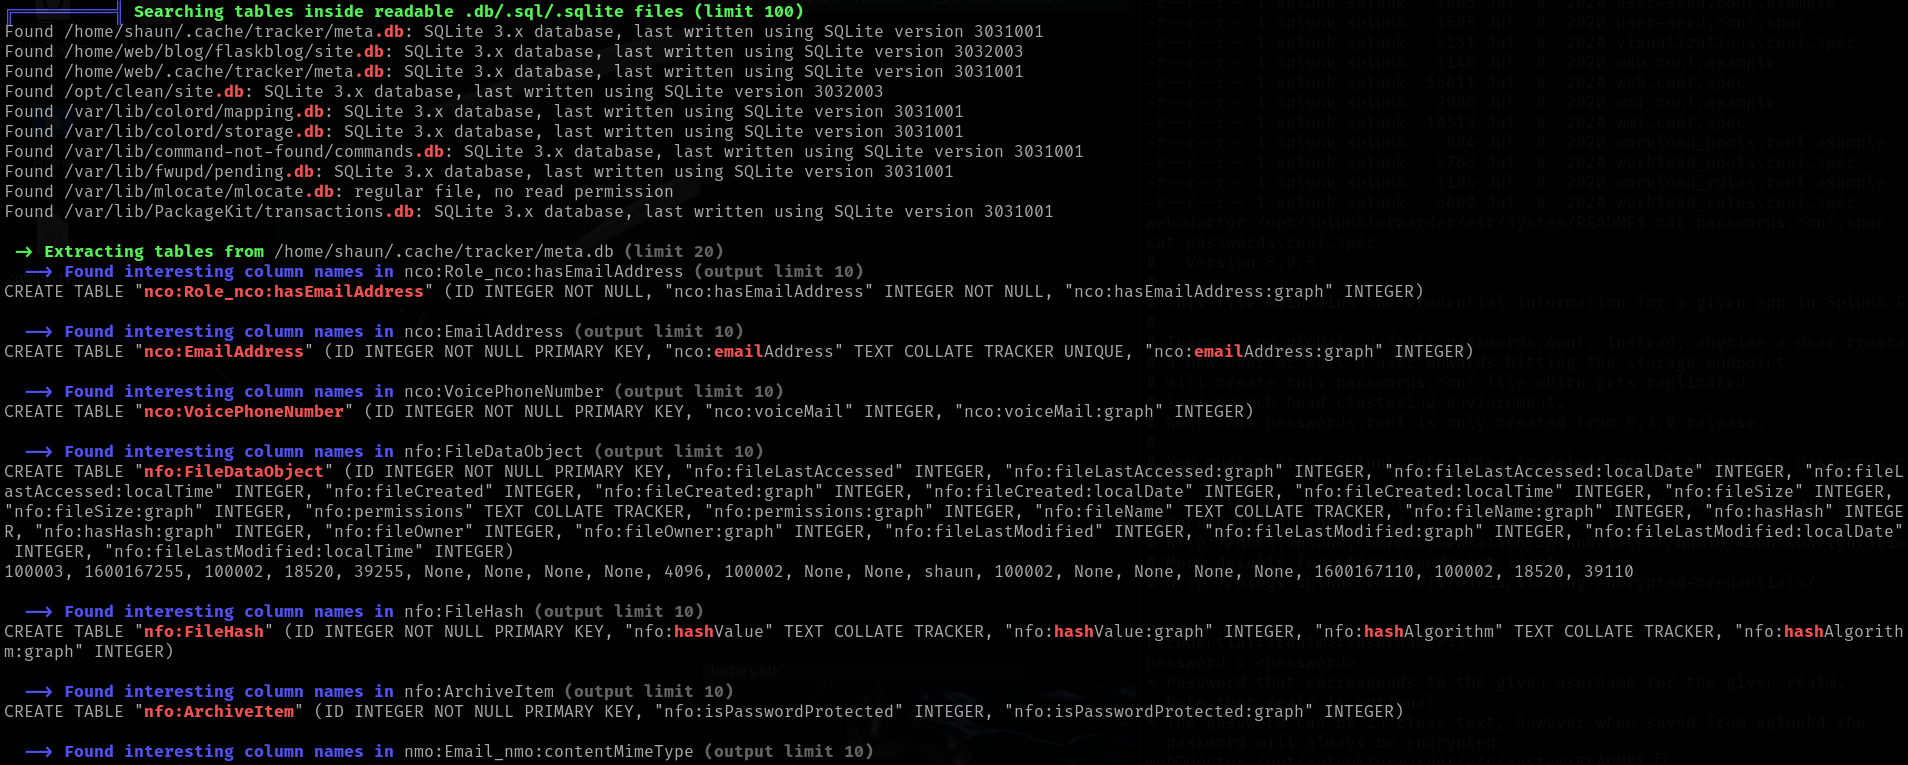 Searching tables inside readable .db/.sql/.sqlite files (limit 100)
Found /home/shaun/.cache/tracker/meta.db: SQLite 3.x database, last written using SQLite version 3031001
Found /home/web/blog/flaskblog/site.db: SQLite 3.x database, last written using SQLite version 3032003
Found /home/web/.cache/tracker/meta.db: SQLite 3.x database, last written using SQLite version 3031001
Found /opt/clean/site.db: SQLite 3.x database, last written using SQLite version 3032003
Found /var/lib/colord/mapping.db: SQLite 3.x database, last written using SQLite version 3031001
Found /var/lib/colord/storage.db: SQLite 3.x database, last written using SQLite version 3031001
Found /var/lib/command-not-found/commands.db: SQLite 3.x database, last written using SQLite version 3031001
Found /var/lib/fwupd/pending.db: SQLite 3.x database, last written using SQLite version 3031001
Found /var/lib/mlocate/mlocate.db: regular file, no read permission
Found /var/lib/PackageKit/transactions.db: SQLite 3.x database, last written using SQLite version 3031001
-> Extracting tables from /home/shaun/.cache/tracker/meta.db (limit 20)
--> Found interesting column names in nco:Role_nco:hasEmailAddress (output limit 10)
CREATE TABLE "nco:Role_nco:hasEmailAddress" (ID INTEGER NOT NULL, "nco:hasEmailAddress" INTEGER NOT NULL, "nco:hasEmailAddress:graph" INTEGER)
--> Found interesting column names in nco:EmailAddress (output limit 10)
CREATE TABLE "nco:EmailAddress" (ID INTEGER NOT NULL PRIMARY KEY, "nco:emailAddress" TEXT COLLATE TRACKER UNIQUE, "nco:emailAddress:graph" INTEGER)
--> Found interesting column names in nco:VoicePhoneNumber (output limit 10)
CREATE TABLE "nco:VoicePhoneNumber" (ID INTEGER NOT NULL PRIMARY KEY, "nco:voiceMail" INTEGER, "nco:voiceMail:graph" INTEGER)
--> Found interesting column names in nfo:FileDataObject (output limit 10)
CREATE TABLE "nfo:FileDataObject" (ID INTEGER NOT NULL PRIMARY KEY, "nfo:fileLastAccessed" INTEGER, "nfo:fileLastAccessed:graph" INTEGER, "nfo:fileLastAccessed:localDate" INTEGER, "nfo:fileL
astAccessed:localTime" INTEGER, "nfo:fileCreated" INTEGER, "nfo:fileCreated:graph" INTEGER, "nfo:fileCreated:localDate" INTEGER, "nfo:fileCreated:localTime" INTEGER, "nfo:fileSize" INTEGER,
"nfo:fileSize:graph" INTEGER, "nfo:permissions" TEXT COLLATE TRACKER, "nfo:permissions:graph" INTEGER, "nfo:fileName" TEXT COLLATE TRACKER, "nfo:fileName:graph" INTEGER, "nfo:hasHash" INTEGE
R, "nfo:hasHash:graph" INTEGER, "nfo:fileOwner" INTEGER, "nfo:fileOwner:graph" INTEGER, "nfo:fileLastModified" INTEGER, "nfo:fileLastModified:graph" INTEGER, "nfo:fileLastModified:localDate"
INTEGER, "nfo:fileLastModified:localTime" INTEGER)
100003, 1600167255, 100002, 18520, 39255, None, None, None, None, 4096, 100002, None, None, shaun, 100002, None, None, None, None, 1600167110, 100002, 18520, 39110
--> Found interesting column names in nfo:FileHash (output limit 10)
CREATE TABLE "nfo:FileHash" (ID INTEGER NOT NULL PRIMARY KEY, "nfo:hashValue" TEXT COLLATE TRACKER, "nfo:hashValue:graph" INTEGER, "nfo:hashAlgorithm" TEXT COLLATE TRACKER, "nfo:hashAlgorith
m:graph" INTEGER)
--> Found interesting column names in nfo:ArchiveItem (output limit 10)
CREATE TABLE "nfo:ArchiveItem" (ID INTEGER NOT NULL PRIMARY KEY, "nfo:isPasswordProtected" INTEGER, "nfo:isPasswordProtected:graph" INTEGER)
--> Found interesting column names in nmo:Email_nmo:contentMimeType (output limit 10)